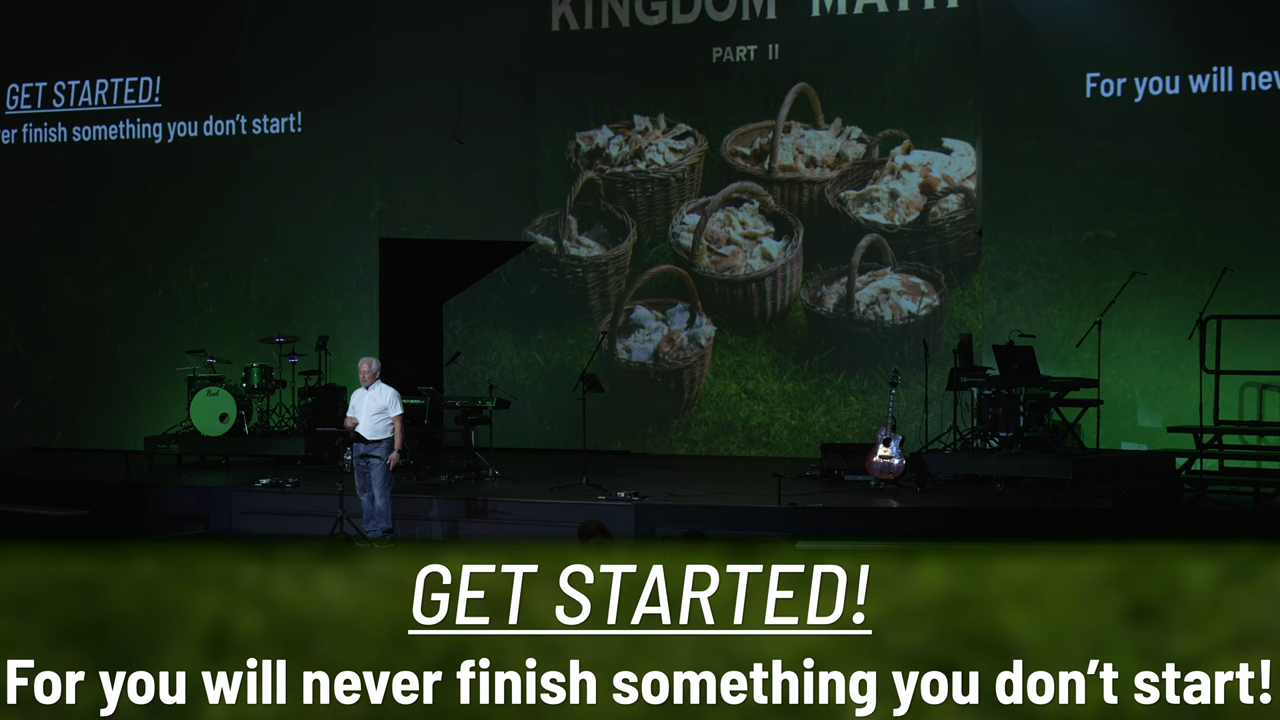 KINGDOM MATH
PART II
GET STARTED!
er finish something you don't start!
For you will nev
Pearl
GET STARTED!
For you will never finish something you don't start!